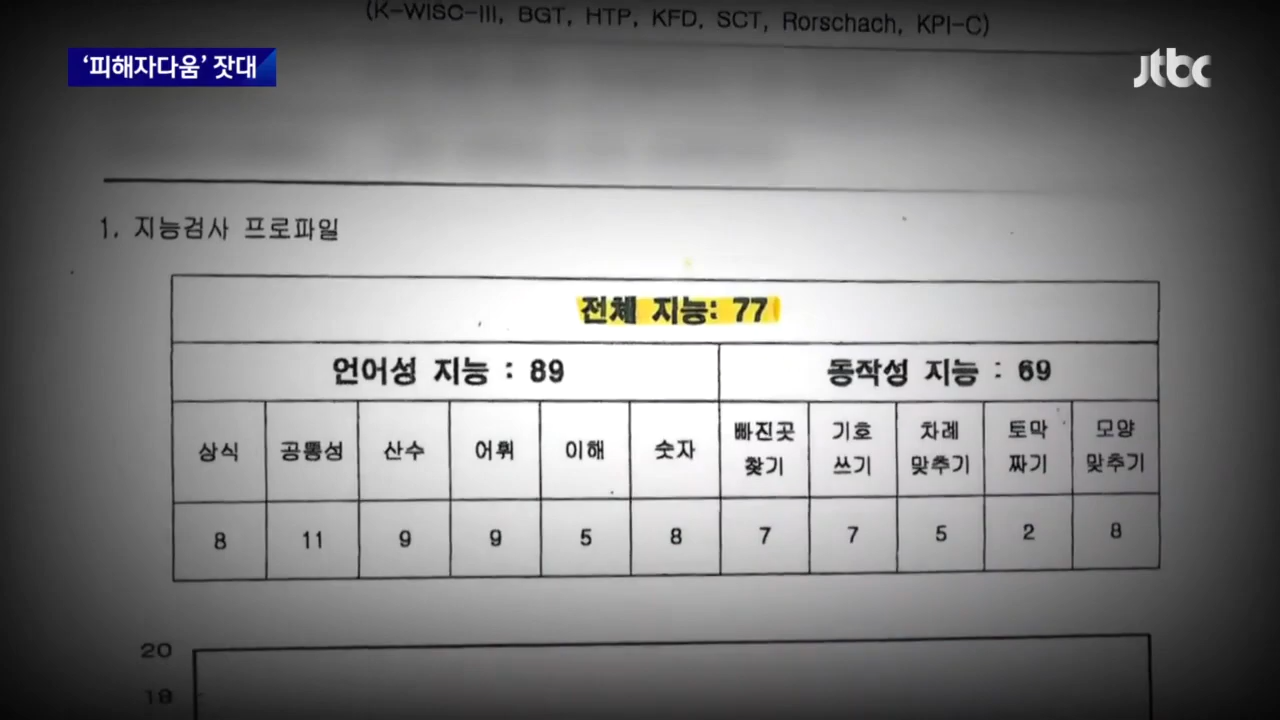 (K-WISC-III, BGT, HTP, KFD, SCT, Rorschach, KPI-C)
‘피해자다움’ 잣대
jtbc
1. 지능검사 프로파일
전체 지능: 77
언어성 지능 : 89 동작성 지능 : 69
상식 공통성 산수 어휘 이해 숫자 빠진곳 찾기 기호 쓰기 차례 맞추기 토막 짜기 모양 맞추기
8 11 9 9 5 8 7 7 5 2 8
20
18